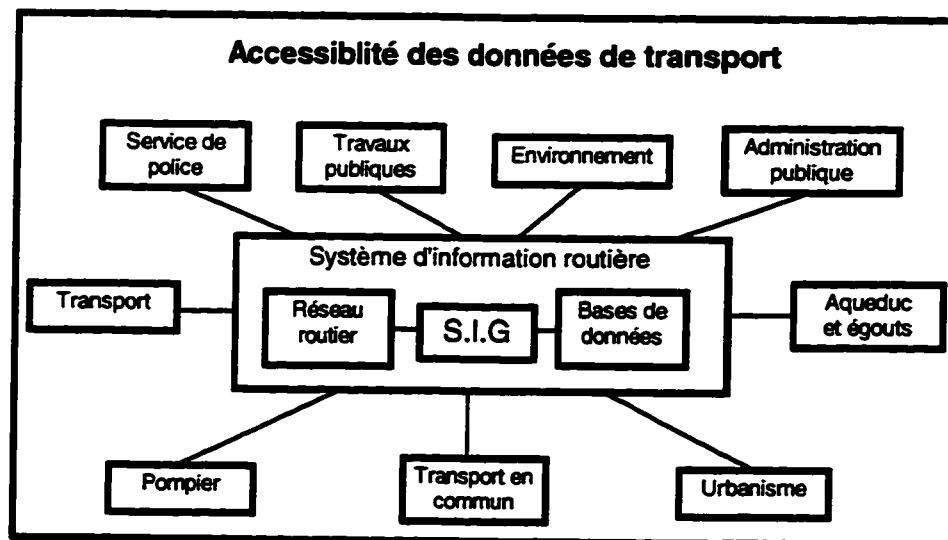 Accessiblité des données de transport
Service de
police
Travaux
publiques
Environnement
Administration
publique
Système d'information routière
Transport
Réseau
routier
S.I.G
Bases de
données
Aqueduc
et égouts
Pompier
Transport en
commun
Urbanisme